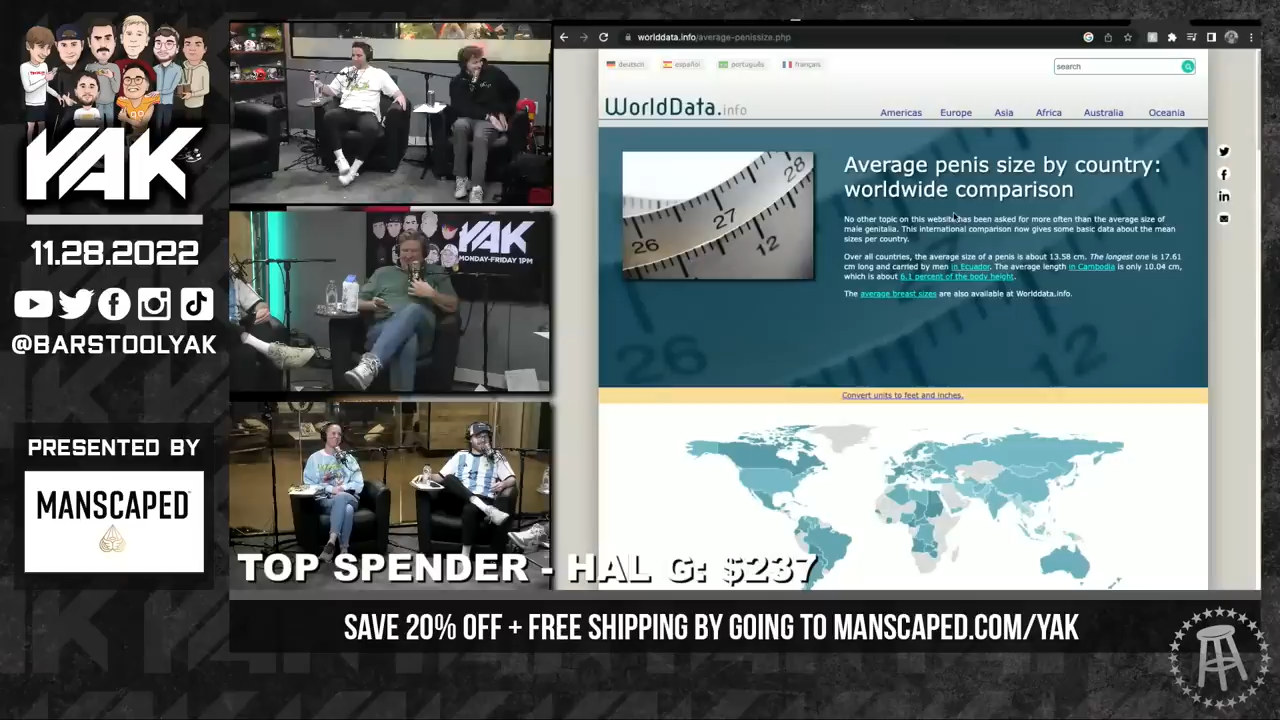 YAK
11.28.2022
@BARSTOOLYAK
PRESENTED BY
MANSCAPED
YAK
MONDAY-FRIDAY 1PM
worlddata.info/average-penissize.php
deutsch español português français
search
WorldData.info
Americas Europe Asia Africa Australia Oceania
26 27 28
12
26
12
Average penis size by country:
worldwide comparison
No other topic on this website has been asked for more often than the average size of
male genitalia. This international comparison now gives some basic data about the mean
sizes per country.
Over all countries, the average size of a penis is about 13.58 cm. The longest one is 17.61
cm long and carried by men in Ecuador. The average length in Cambodia is only 10.04 cm,
which is about 6.1 percent of the body height.
The average breast sizes are also available at Worlddata.info.
Convert units to feet and inches.
TOP SPENDER - HAL G: $237
SAVE 20% OFF + FREE SHIPPING BY GOING TO MANSCAPED.COM/YAK